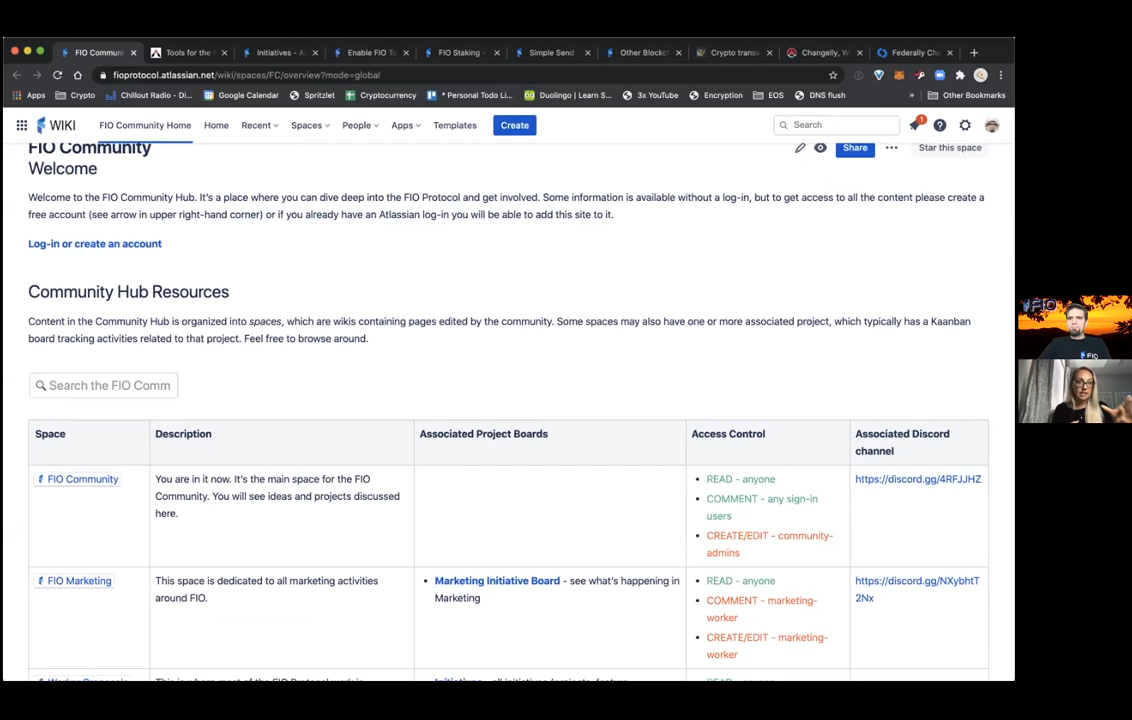 FIO Commun
Tools for the
Initiatives - A
Enable FIO To
FIO Staking -
Simple Send
Other Blockc
Crypto trans
Changelly, W
Federally Cha
fioprotocol.atlassian.net/wiki/spaces/FC/overview?mode=global
Apps
Crypto
Chillout Radio - Di...
Google Calendar
Spritzlet
Cryptocurrency
* Personal Todo Li...
Duolingo | Learn S...
3x YouTube
Encryption
EOS
DNS flush
»
Other Bookmarks
WIKI
FIO Community Home
Home
Recent
Spaces
People
Apps
Templates
Create
Search
1
FIO Community
Share
Star this space
Welcome
Welcome to the FIO Community Hub. It's a place where you can dive deep into the FIO Protocol and get involved. Some information is available without a log-in, but to get access to all the content please create a
free account (see arrow in upper right-hand corner) or if you already have an Atlassian log-in you will be able to add this site to it.
Log-in or create an account
Community Hub Resources
Content in the Community Hub is organized into spaces, which are wikis containing pages edited by the community. Some spaces may also have one or more associated project, which typically has a Kaanban
board tracking activities related to that project. Feel free to browse around.
Search the FIO Comm
Space
Description
Associated Project Boards
Access Control
Associated Discord
channel
FIO Community
You are in it now. It's the main space for the FIO
Community. You will see ideas and projects discussed
here.
• READ - anyone
• COMMENT - any sign-in
users
• CREATE/EDIT - community-
admins
https://discord.gg/4RFJJHZ
FIO Marketing
This space is dedicated to all marketing activities
around FIO.
• Marketing Initiative Board - see what's happening in
Marketing
• READ - anyone
• COMMENT - marketing-
worker
• CREATE/EDIT - marketing-
worker
https://discord.gg/NXybhtT
2Nx
FIO
FIO